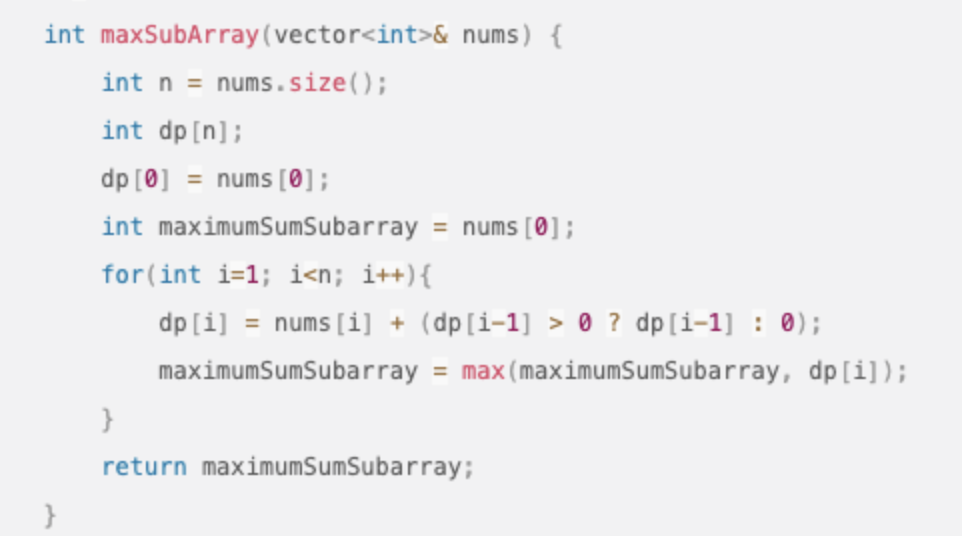 int maxSubArray(vector<int>& nums) {
    int n = nums.size();
    int dp[n];
    dp[0] = nums[0];
    int maximumSumSubarray = nums[0];
    for(int i=1; i<n; i++){
        dp[i] = nums[i] + (dp[i-1] > 0 ? dp[i-1] : 0);
        maximumSumSubarray = max(maximumSumSubarray, dp[i]);
    }
    return maximumSumSubarray;
}